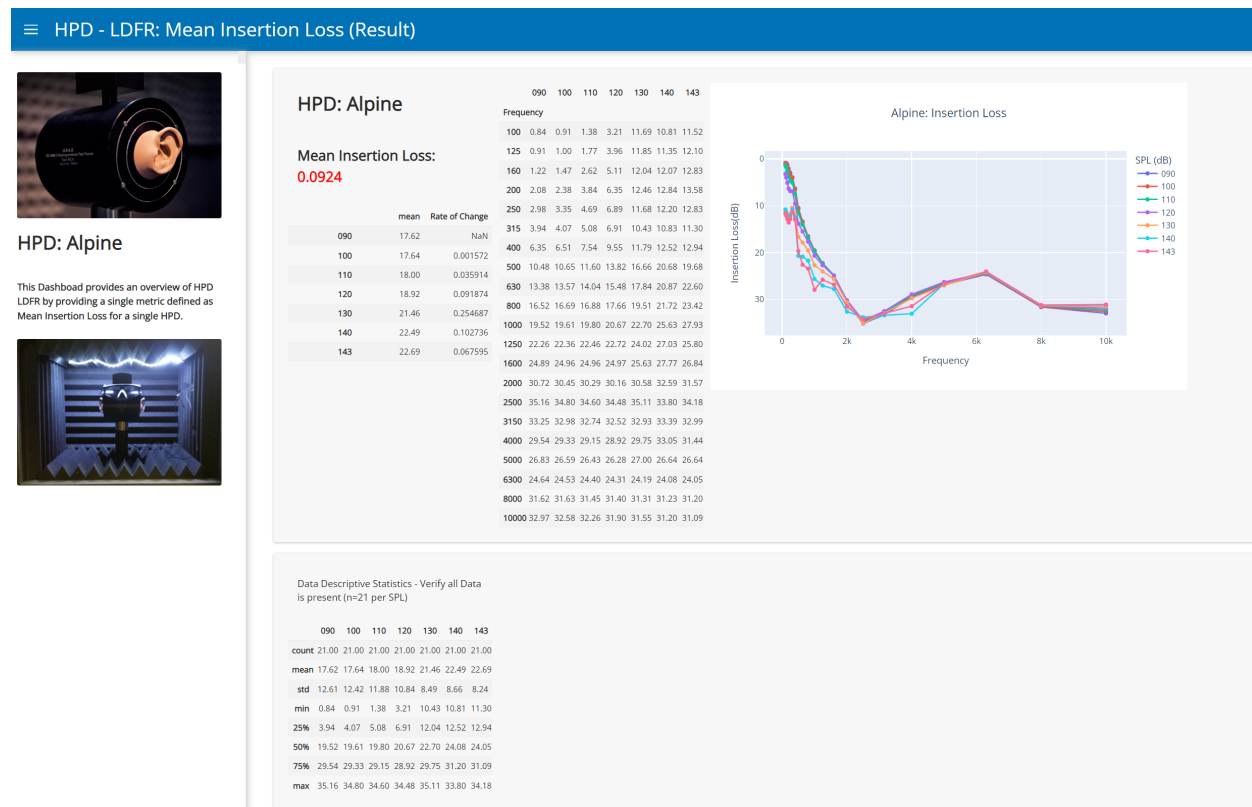 HPD - LDFR: Mean Insertion Loss (Result)
HPD: Alpine
This Dashboad provides an overview of HPD
LDFR by providing a single metric defined as
Mean Insertion Loss for a single HPD.
HPD: Alpine
Mean Insertion Loss:
0.0924
mean Rate of Change
090 17.62 NaN
100 17.64 0.001572
110 18.00 0.035914
120 18.92 0.091874
130 21.46 0.254687
140 22.49 0.102736
143 22.69 0.067595
090 100 110 120 130 140 143
Frequency
100 0.84 0.91 1.38 3.21 11.69 10.81 11.52
125 0.91 1.00 1.77 3.96 11.85 11.35 12.10
160 1.22 1.47 2.62 5.11 12.04 12.07 12.83
200 2.08 2.38 3.84 6.35 12.46 12.84 13.58
250 2.98 3.35 4.69 6.89 11.68 12.20 12.83
315 3.94 4.07 5.08 6.91 10.43 10.83 11.30
400 6.35 6.51 7.54 9.55 11.79 12.52 12.94
500 10.48 10.65 11.60 13.82 16.66 20.68 19.68
630 13.38 13.57 14.04 15.48 17.84 20.87 22.60
800 16.52 16.69 16.88 17.66 19.51 21.72 23.42
1000 19.52 19.61 19.80 20.67 22.70 25.63 27.93
1250 22.26 22.36 22.46 22.72 24.02 27.03 25.80
1600 24.89 24.96 24.96 24.97 25.63 27.77 26.84
2000 30.72 30.45 30.29 30.16 30.58 32.59 31.57
2500 35.16 34.80 34.60 34.48 35.11 33.80 34.18
3150 33.25 32.98 32.74 32.52 32.93 33.39 32.99
4000 29.54 29.33 29.15 28.92 29.75 33.05 31.44
5000 26.83 26.59 26.43 26.28 27.00 26.64 26.64
6300 24.64 24.53 24.40 24.31 24.19 24.08 24.05
8000 31.62 31.63 31.45 31.40 31.31 31.23 31.20
10000 32.97 32.58 32.26 31.90 31.55 31.20 31.09
Alpine: Insertion Loss
Insertion Loss(dB)
0
10
20
30
0 2k 4k 6k 8k 10k
Frequency
SPL (dB)
090
100
110
120
130
140
143
Data Descriptive Statistics - Verify all Data
is present (n=21 per SPL)
090 100 110 120 130 140 143
count 21.00 21.00 21.00 21.00 21.00 21.00 21.00
mean 17.62 17.64 18.00 18.92 21.46 22.49 22.69
std 12.61 12.42 11.88 10.84 8.49 8.66 8.24
min 0.84 0.91 1.38 3.21 10.43 10.81 11.30
25% 3.94 4.07 5.08 6.91 12.04 12.52 12.94
50% 19.52 19.61 19.80 20.67 22.70 24.08 24.05
75% 29.54 29.33 29.15 28.92 29.75 31.20 31.09
max 35.16 34.80 34.60 34.48 35.11 33.80 34.18